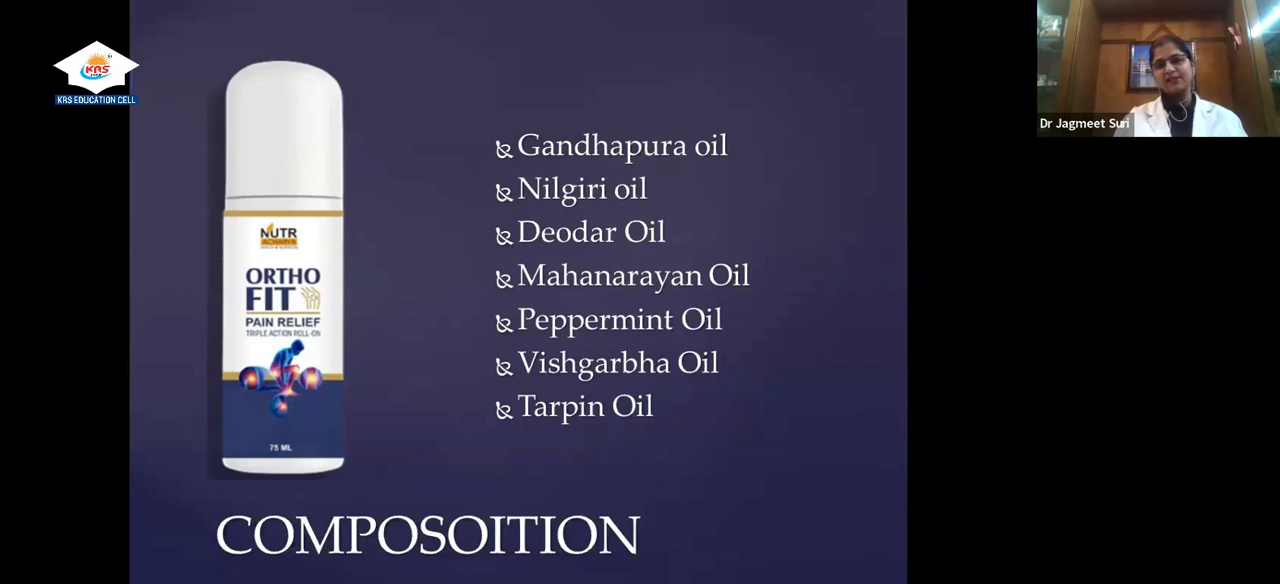 KRS
KRS EDUCATION CELL
Dr Jagmeet Suri
Gandhapura oil
Nilgiri oil
Deodar Oil
Mahanarayan Oil
Peppermint Oil
Vishgarbha Oil
Tarpin Oil
NUTR
ACHARYA
ORTHO
FIT
PAIN RELIEF
TRIPLE ACTION ROLL-ON
75 ML
COMPOSOITION